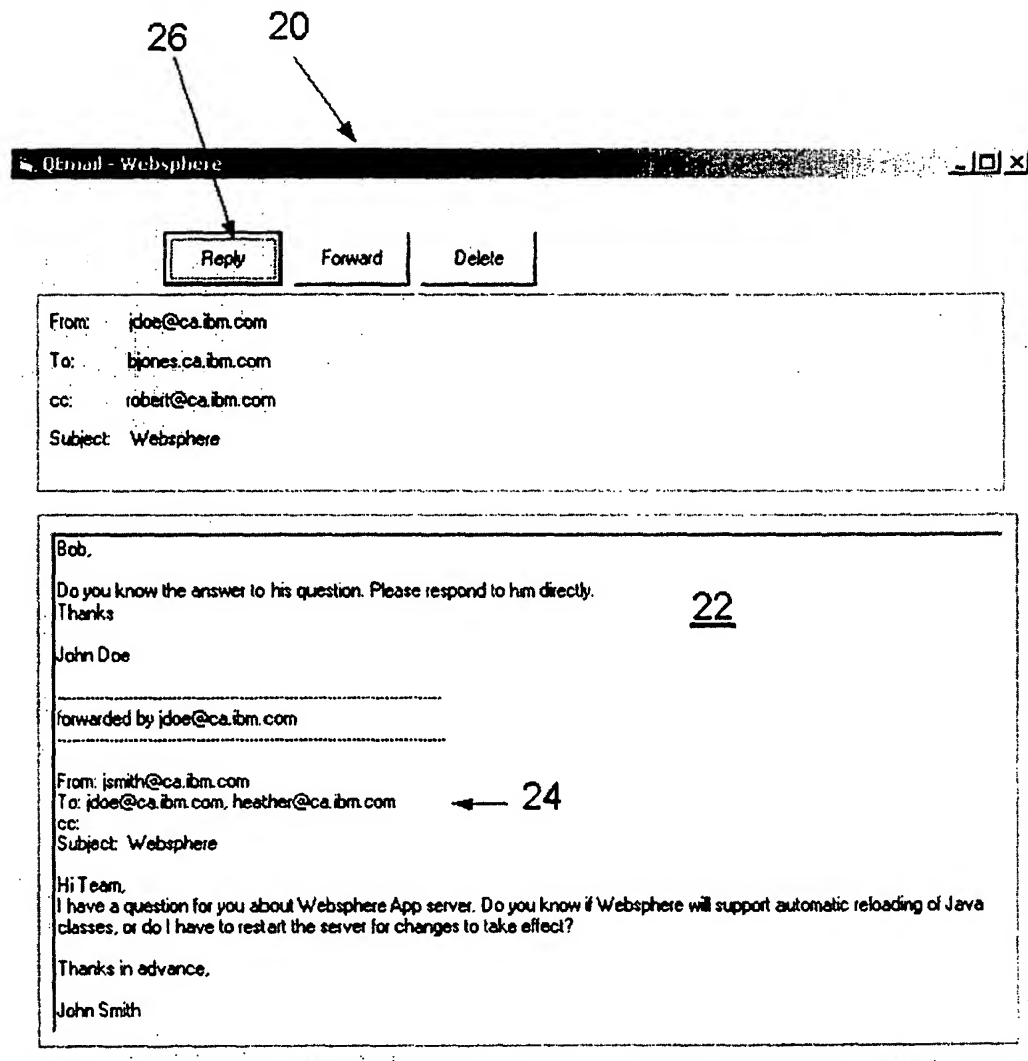 26 20
QEmail - Websphere
Reply Forward Delete
From: jdoe@ca.ibm.com
To: bjones.ca.ibm.com
cc: robert@ca.ibm.com
Subject: Websphere
Bob,
Do you know the answer to his question. Please respond to him directly.
22
Thanks
John Doe
forwarded by jdoe@ca.ibm.com
From: jsmith@ca.ibm.com
To: jdoe@ca.ibm.com, heather@ca.ibm.com
24
cc:
Subject: Websphere
Hi Team,
I have a question for you about Websphere App server. Do you know if Websphere will support automatic reloading of Java
classes, or do I have to restart the server for changes to take effect?
Thanks in advance,
John Smith